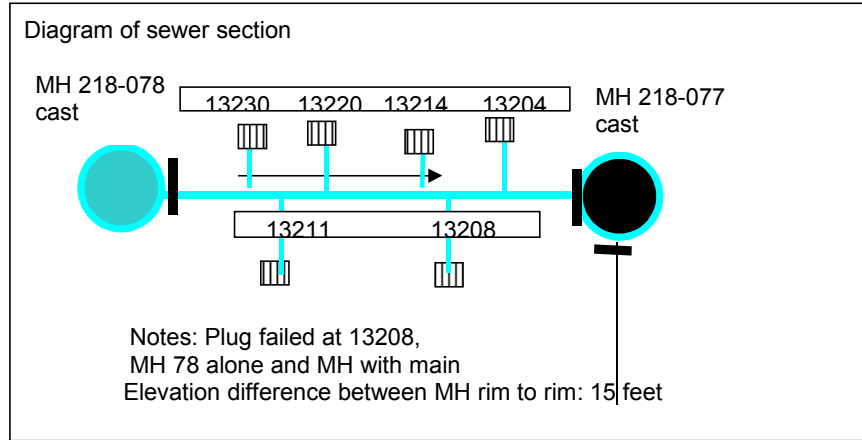 Diagram of sewer section
MH 218-078
cast
13230 13220 13214 13204
MH 218-077
cast
13211 13208
Notes: Plug failed at 13208,
MH 78 alone and MH with main
Elevation difference between MH rim to rim: 15 feet